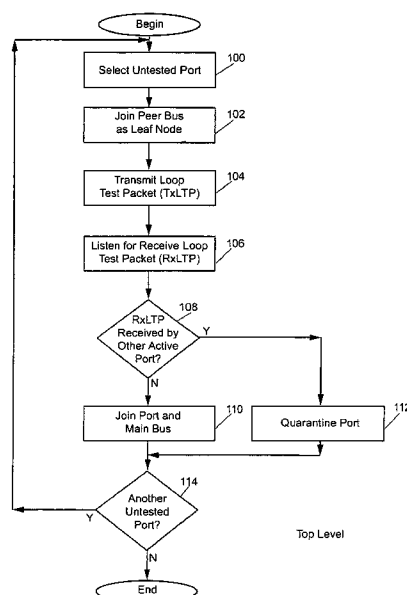 Begin
Select Untested Port
100
Join Peer Bus
as Leaf Node
102
Transmit Loop
Test Packet (TxLTP)
104
Listen for Receive Loop
Test Packet (RxLTP)
106
RxLTP
Received by
Other Active
Port?
108
Y
N
Join Port and
Main Bus
110
Quarantine Port
112
Another
Untested
Port?
114
Y
N
Top Level
End